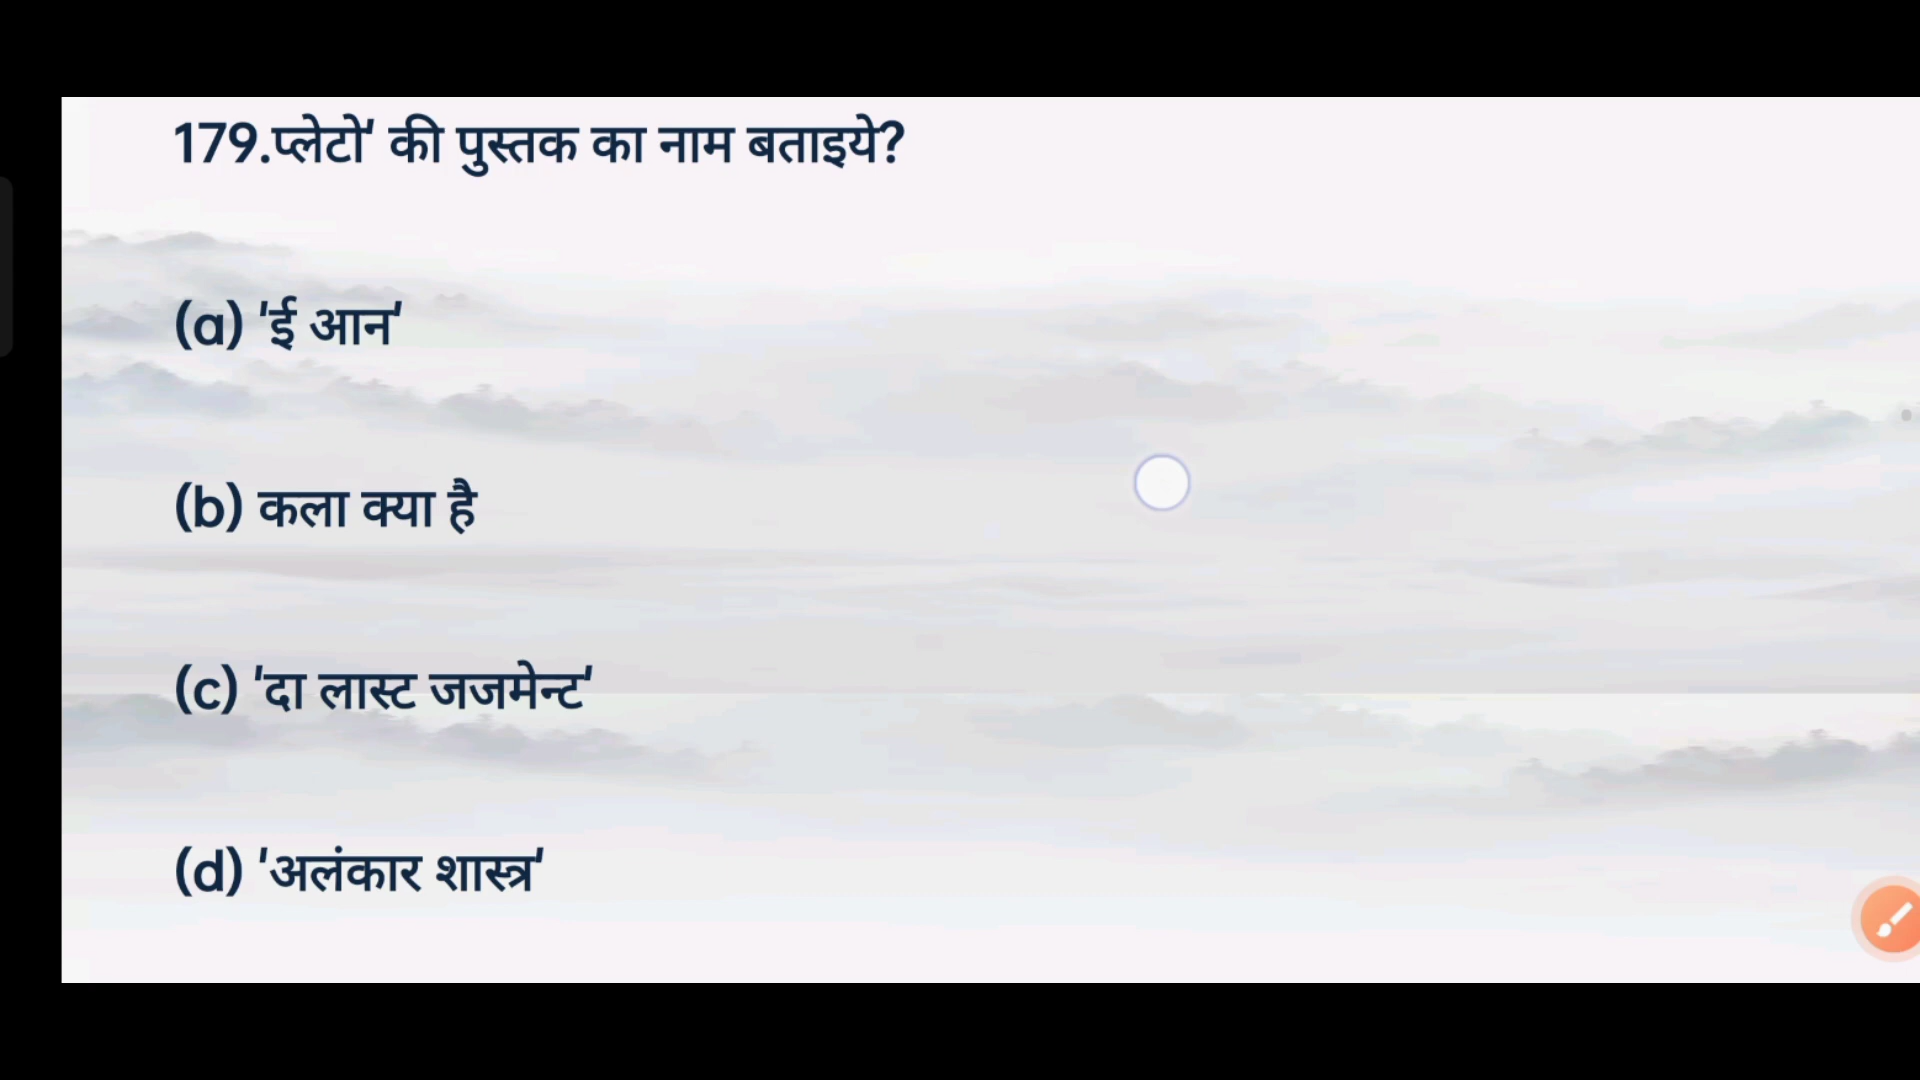 179.प्लेटो' की पुस्तक का नाम बताइये?
(a) 'ई आन'
(b) कला क्या है
(c) 'दा लास्ट जजमेन्ट'
(d) 'अलंकार शास्त्र'